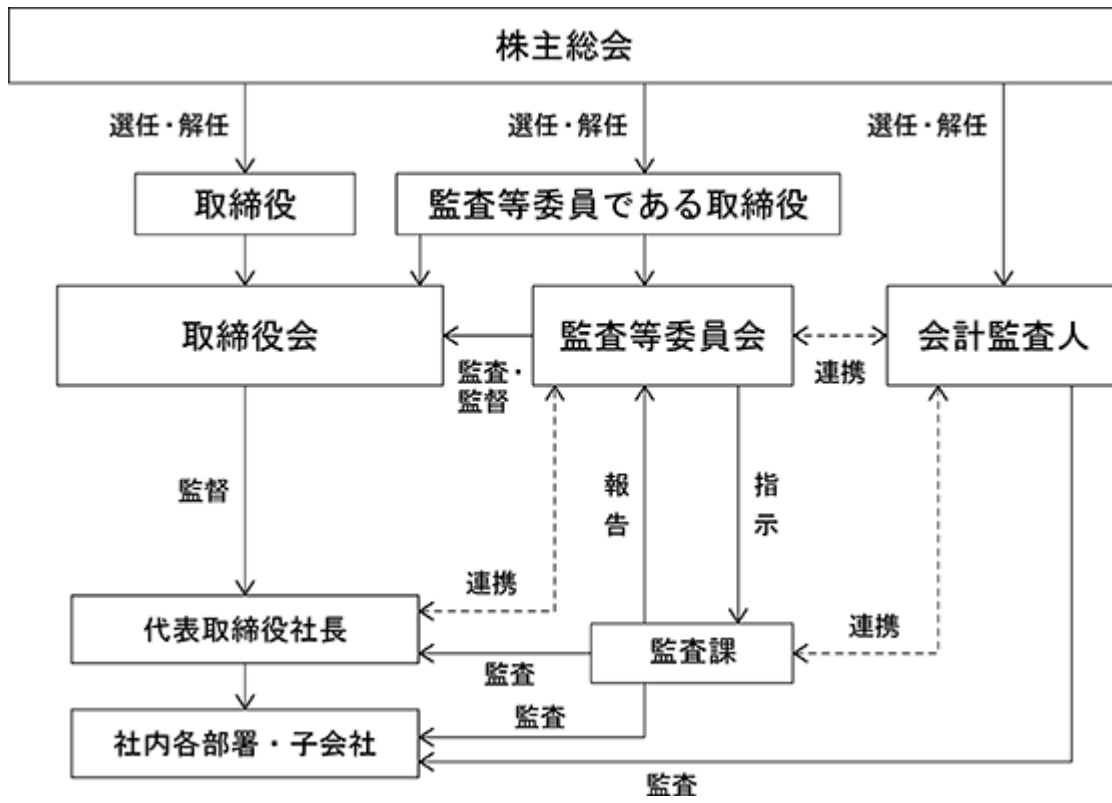 株主総会
選任・解任
選任・解任
選任・解任
取締役
監査等委員である取締役
取締役会
監査等委員会
会計監査人
監査・
監督
連携
監督
報告
指示
連携
代表取締役社長
監査課
連携
監査
監査
社内各部署・子会社
監査